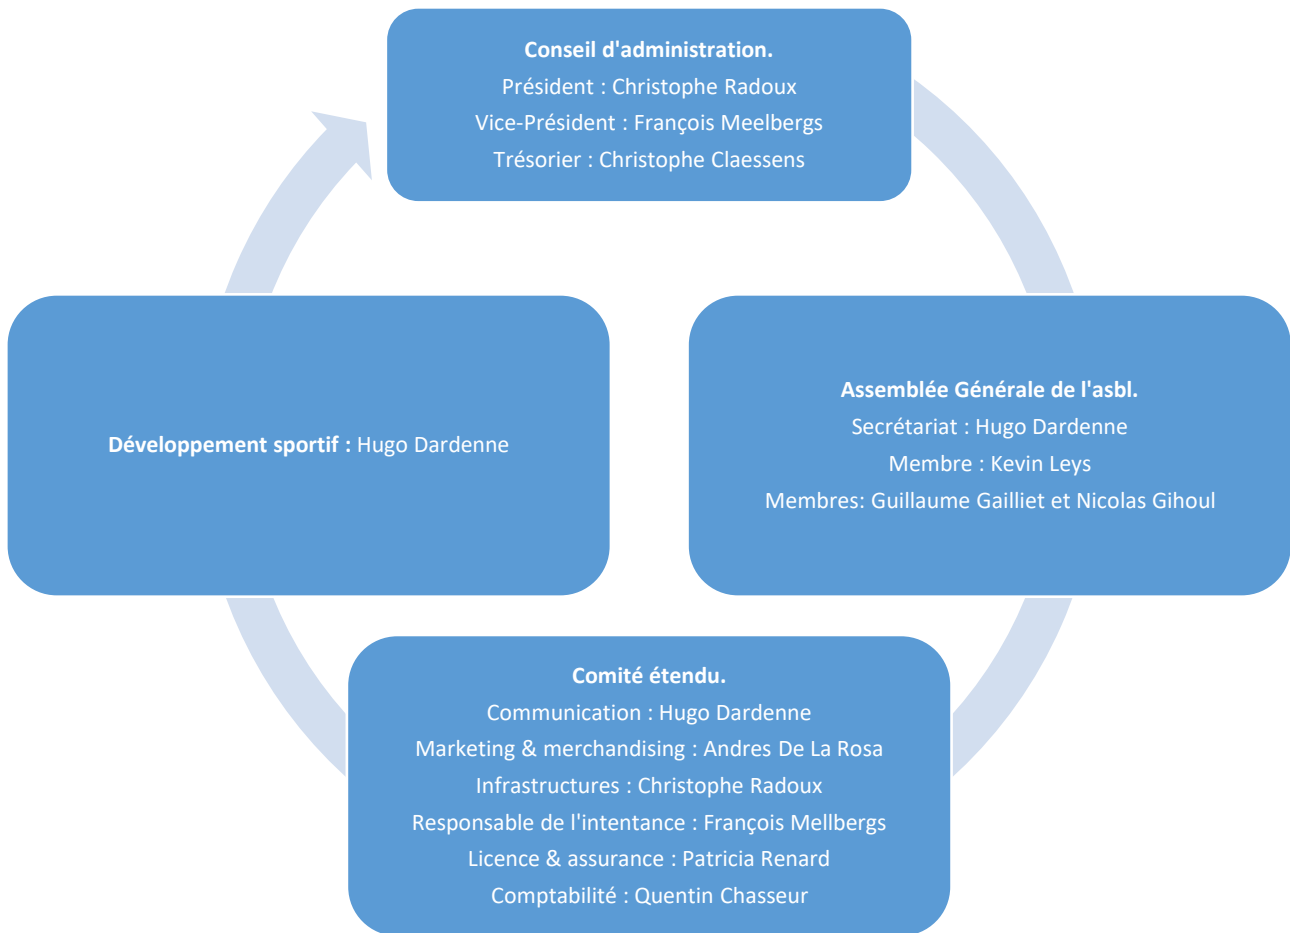 Conseil d'administration.
Président : Christophe Radoux
Vice-Président : François Meelbergs
Trésorier : Christophe Claessens
Développement sportif : Hugo Dardenne
Assemblée Générale de l'asbl.
Secrétariat : Hugo Dardenne
Membre : Kevin Leys
Membres: Guillaume Gailliet et Nicolas Gihoul
Comité étendu.
Communication : Hugo Dardenne
Marketing & merchandising : Andres De La Rosa
Infrastructures : Christophe Radoux
Responsable de l'intentance : François Mellbergs
Licence & assurance : Patricia Renard
Comptabilité : Quentin Chasseur